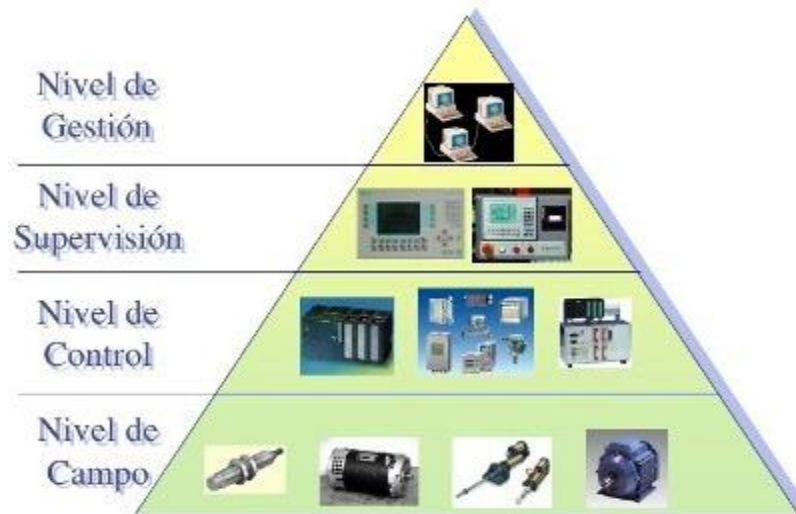 Nivel de
Gestión
Nivel de
Supervisión
Nivel de
Control
Nivel de
Campo